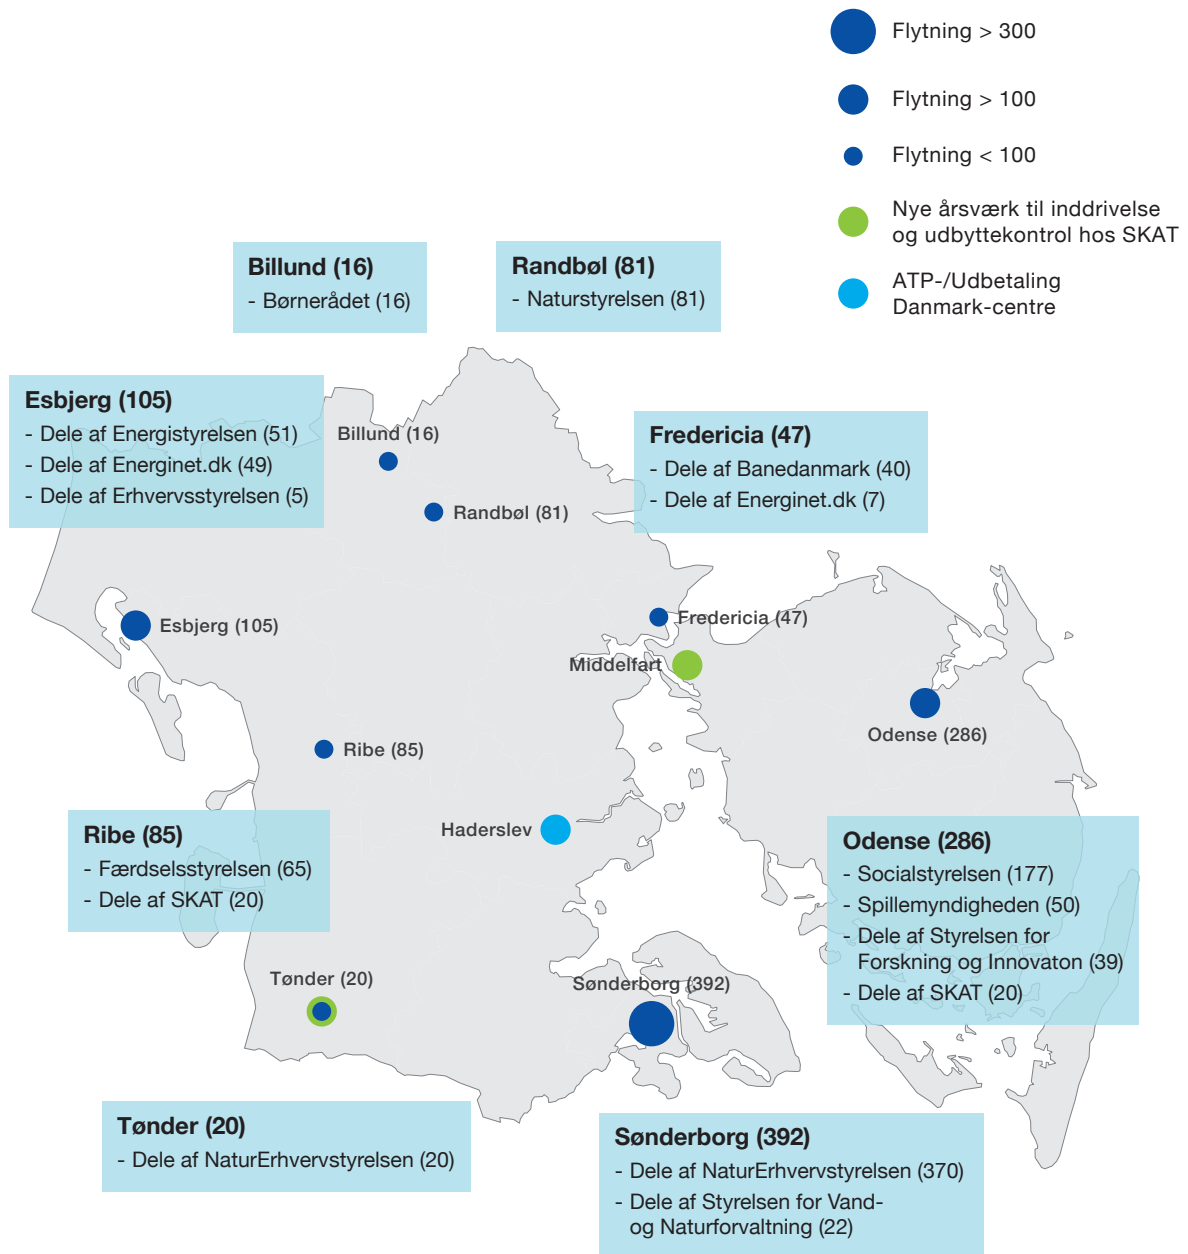 Flytning > 300
Flytning > 100
Flytning < 100
Nye årsværk til inddrivelse
og udbyttekontrol hos SKAT
ATP-/Udbetaling
Danmark-centre
Billund (16)
- Børnerådet (16)
Randbøl (81)
- Naturstyrelsen (81)
Esbjerg (105)
- Dele af Energistyrelsen (51)
- Dele af Energinet.dk (49)
- Dele af Erhvervsstyrelsen (5)
Billund (16)
Randbøl (81)
Fredericia (47)
- Dele af Banedanmark (40)
- Dele af Energinet.dk (7)
Esbjerg (105)
Fredericia (47)
Middelfart
Odense (286)
Ribe (85)
Haderslev
Ribe (85)
- Færdselsstyrelsen (65)
- Dele af SKAT (20)
Odense (286)
- Socialstyrelsen (177)
- Spillemyndigheden (50)
- Dele af Styrelsen for
Forskning og Innovaton (39)
- Dele af SKAT (20)
Tønder (20)
Sønderborg (392)
Tønder (20)
- Dele af NaturErhvervstyrelsen (20)
Sønderborg (392)
- Dele af NaturErhvervstyrelsen (370)
- Dele af Styrelsen for Vand-
og Naturforvaltning (22)